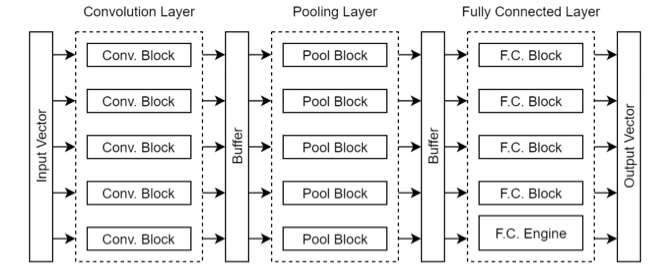 Convolution Layer Pooling Layer Fully Connected Layer
Input Vector
Conv. Block
Conv. Block
Conv. Block
Conv. Block
Conv. Block
Buffer
Pool Block
Pool Block
Pool Block
Pool Block
Pool Block
Buffer
F.C. Block
F.C. Block
F.C. Block
F.C. Block
F.C. Engine
Output Vector